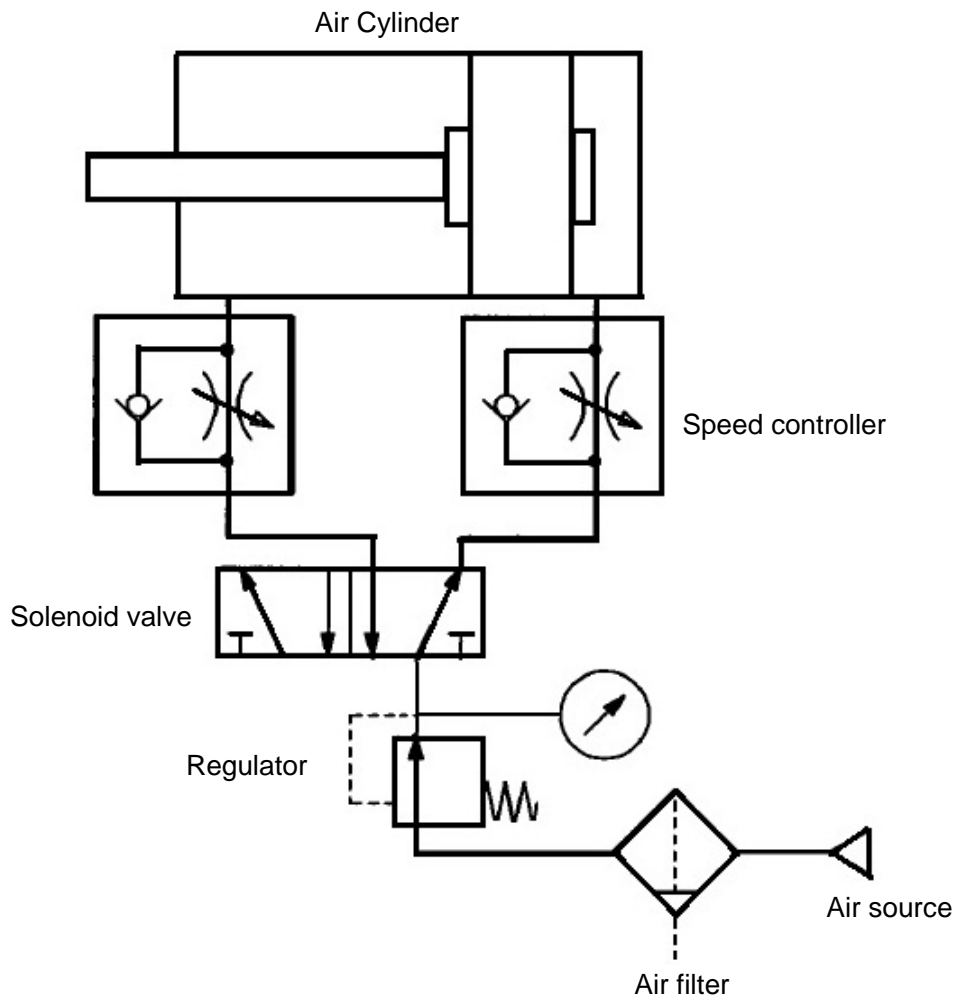 Air Cylinder
Speed controller
Solenoid valve
Regulator
Air source
Air filter